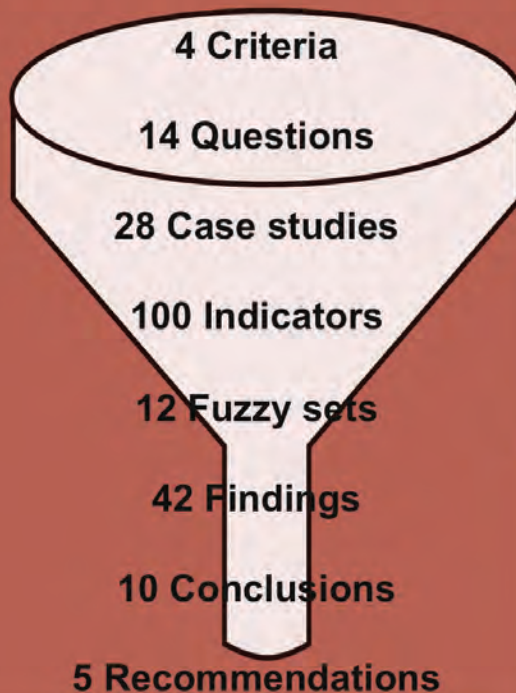 4 Criteria
14 Questions
28 Case studies
100 Indicators
12 Fuzzy sets
42 Findings
10 Conclusions
5 Recommendations